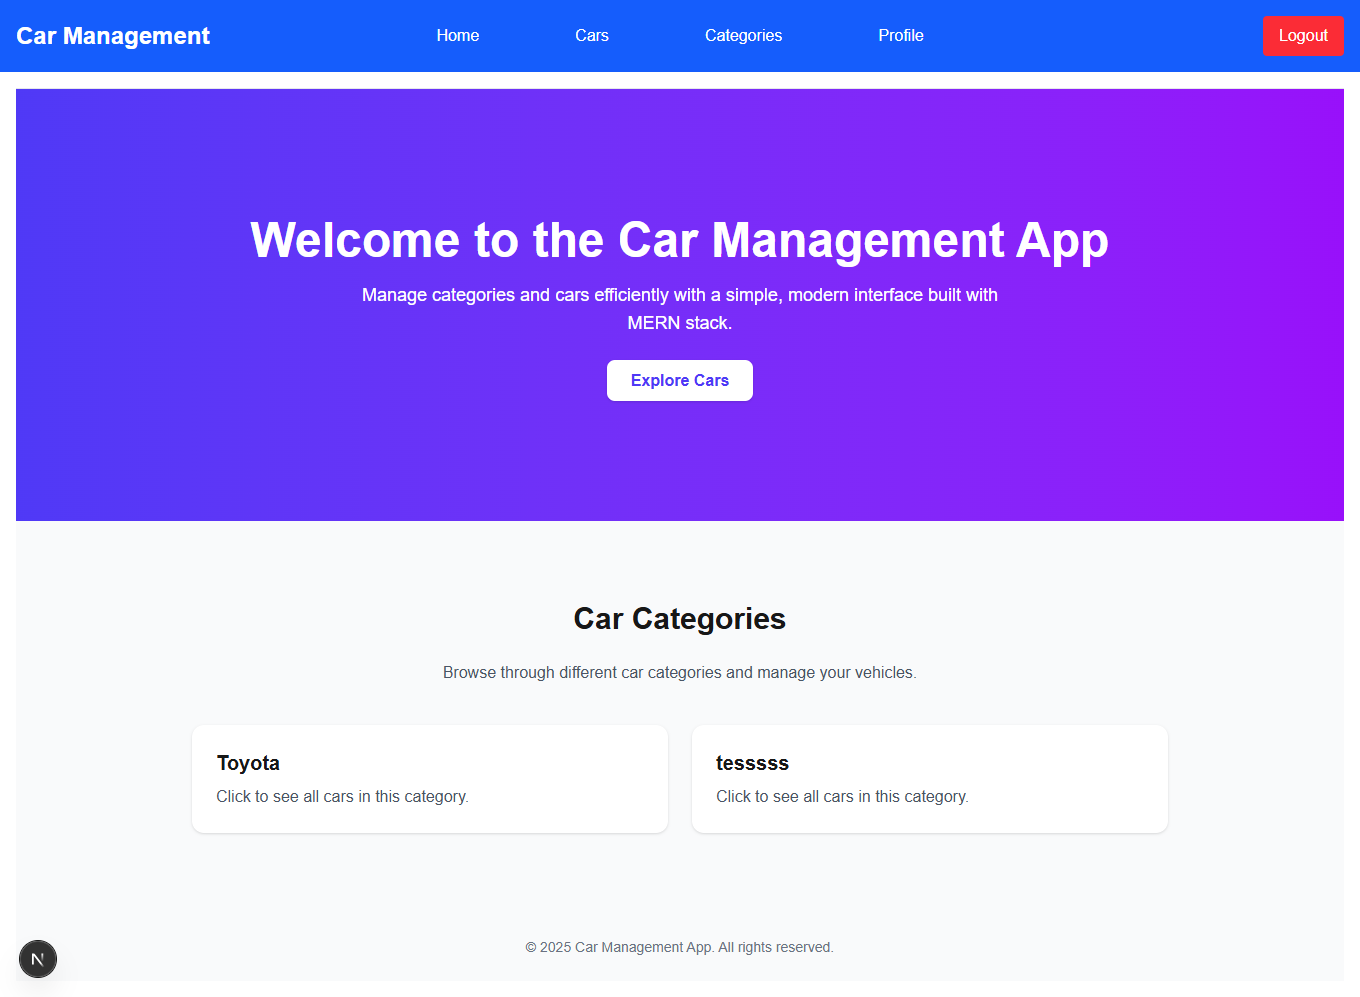 Car Management
Home
Cars
Categories
Profile
Logout
Welcome to the Car Management App
Manage categories and cars efficiently with a simple, modern interface built with
MERN stack.
Explore Cars
Car Categories
Browse through different car categories and manage your vehicles.
Toyota
Click to see all cars in this category.
tesssss
Click to see all cars in this category.
© 2025 Car Management App. All rights reserved.
N